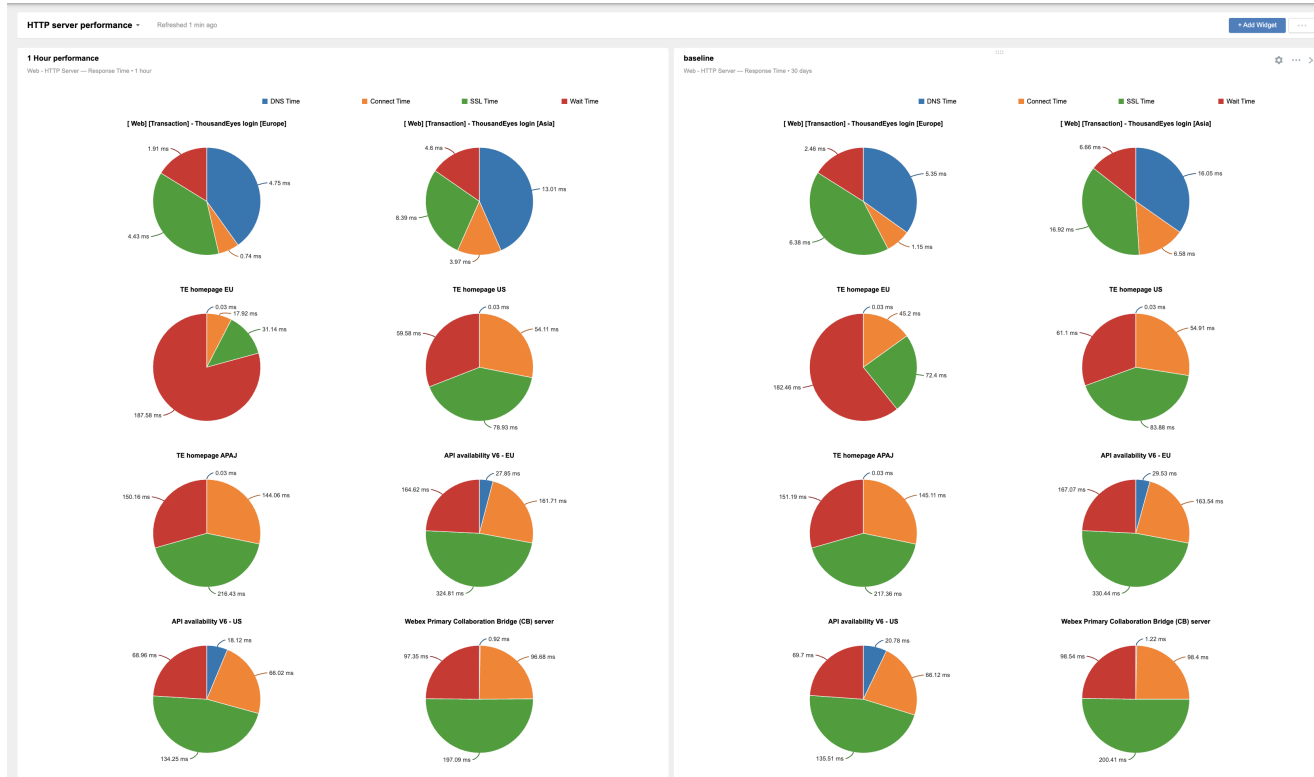 HTTP server performance
Refreshed 1 min ago
+ Add Widget
1 Hour performance
Web - HTTP Server — Response Time • 1 hour
DNS Time
Connect Time
SSL Time
Wait Time
[ Web] [Transaction] - ThousandEyes login [Europe]
1.91 ms
4.75 ms
4.43 ms
0.74 ms
[ Web] [Transaction] - ThousandEyes login [Asia]
4.6 ms
13.01 ms
8.39 ms
3.97 ms
TE homepage EU
0.03 ms
17.92 ms
31.14 ms
187.58 ms
TE homepage US
0.03 ms
59.58 ms
54.11 ms
78.93 ms
TE homepage APAJ
0.03 ms
150.16 ms
144.06 ms
216.43 ms
API availability V6 - EU
27.85 ms
164.62 ms
161.71 ms
324.81 ms
API availability V6 - US
18.12 ms
68.96 ms
66.02 ms
134.25 ms
Webex Primary Collaboration Bridge (CB) server
0.92 ms
97.35 ms
96.68 ms
197.09 ms
baseline
Web - HTTP Server — Response Time • 30 days
DNS Time
Connect Time
SSL Time
Wait Time
[ Web] [Transaction] - ThousandEyes login [Europe]
2.46 ms
5.35 ms
6.38 ms
1.15 ms
[ Web] [Transaction] - ThousandEyes login [Asia]
6.66 ms
16.05 ms
16.92 ms
6.58 ms
TE homepage EU
0.03 ms
45.2 ms
72.4 ms
182.46 ms
TE homepage US
0.03 ms
61.1 ms
54.91 ms
83.88 ms
TE homepage APAJ
0.03 ms
151.19 ms
145.11 ms
217.36 ms
API availability V6 - EU
29.53 ms
167.07 ms
163.54 ms
330.44 ms
API availability V6 - US
20.78 ms
69.7 ms
66.12 ms
135.51 ms
Webex Primary Collaboration Bridge (CB) server
1.22 ms
98.54 ms
98.4 ms
200.41 ms